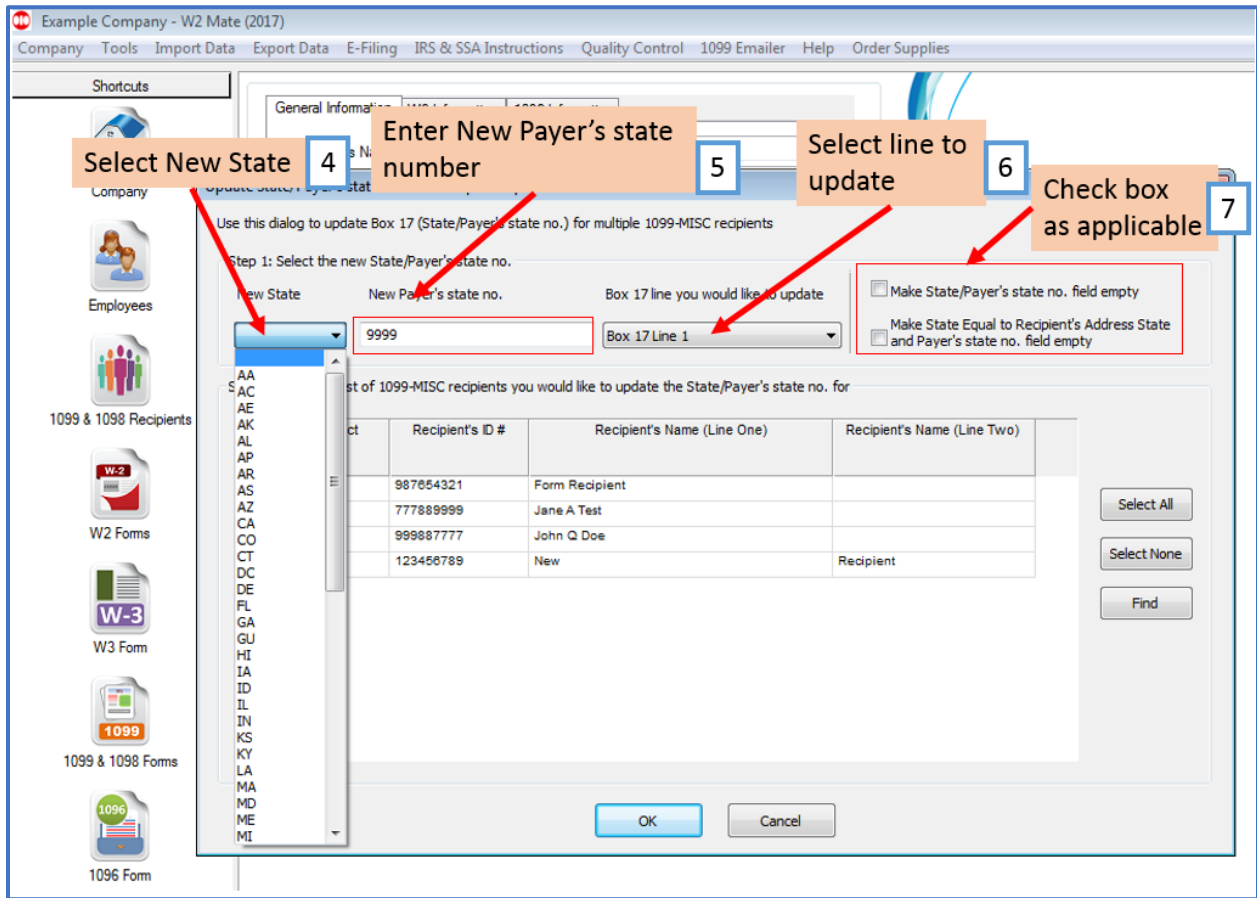 Example Company - W2 Mate (2017)
Company Tools Import Data Export Data E-Filing IRS & SSA Instructions Quality Control 1099 Emailer Help Order Supplies
Shortcuts
General Information
Select New State 4
Enter New Payer's state number 5
Select line to update 6
Check box as applicable 7
Company
Use this dialog to update Box 17 (State/Payer's state no.) for multiple 1099-MISC recipients
Step 1: Select the new State/Payer's state no.
New State New Payer's state no. Box 17 line you would like to update
Make State/Payer's state no. field empty
Make State Equal to Recipient's Address State
and Payer's state no. field empty
9999
Box 17 Line 1
Employees
AA
AC
AE
AK
AL
AP
AR
AS
AZ
CA
CO
CT
DC
DE
FL
GA
GU
HI
IA
ID
IL
IN
KS
KY
LA
MA
MD
ME
MI
of 1099-MISC recipients you would like to update the State/Payer's state no. for
Recipient's ID # Recipient's Name (Line One) Recipient's Name (Line Two)
987654321 Form Recipient
777889999 Jane A Test
999887777 John Q Doe
123456789 New Recipient
Select All
Select None
Find
1099 & 1098 Recipients
W-2
W2 Forms
W-3
W3 Form
1099
1099 & 1098 Forms
1096
1096 Form
OK Cancel